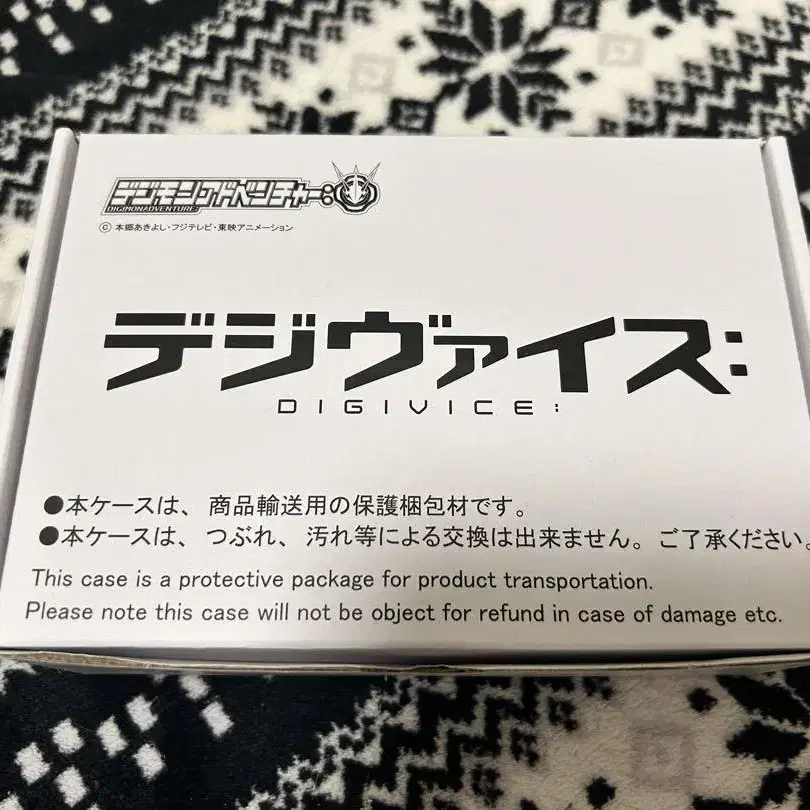 デジモンアドベンチャー:
DIGIMONADVENTURE:
© 本郷あきよし・フジテレビ・東映アニメーション
デジヴァイス:
DIGIVICE:
●本ケースは、商品輸送用の保護梱包材です。
●本ケースは、つぶれ、汚れ等による交換は出来ません。ご了承ください。
This case is a protective package for product transportation.
Please note this case will not be object for refund in case of damage etc.